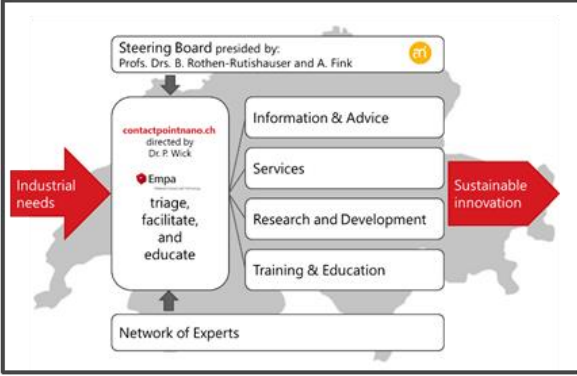 Steering Board presided by:
Profs. Drs. B. Rothen-Rutishauser and A. Fink
contactpointnano.ch
directed by
Dr. P. Wick
Empa
triage,
facilitate,
and
educate
Industrial
needs
Information & Advice
Services
Research and Development
Training & Education
Sustainable
innovation
Network of Experts